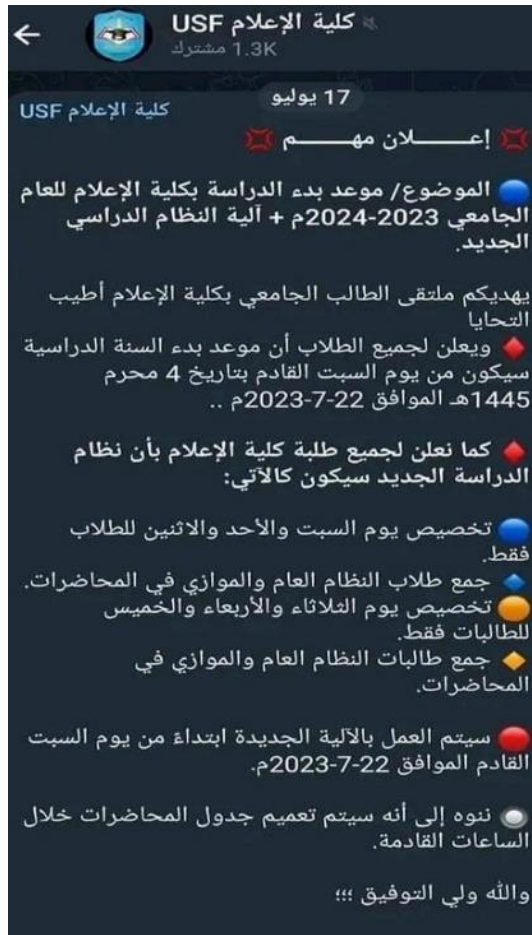 كلية الإعلام USF
1.3K مشترك
17 يوليو
كلية الإعلام USF
إعـــــــلان مهـــــــم
الموضوع/ موعد بدء الدراسة بكلية الإعلام للعام
الجامعي 2023-2024م + آلية النظام الدراسي
الجديد.
يهديكم ملتقى الطالب الجامعي بكلية الإعلام أطيب
التحايا
ويعلن لجميع الطلاب أن موعد بدء السنة الدراسية
سيكون من يوم السبت القادم بتاريخ 4 محرم
1445هـ الموافق 22-7-2023م ..
كما نعلن لجميع طلبة كلية الإعلام بأن نظام
الدراسة الجديد سيكون كالآتي:
تخصيص يوم السبت والأحد والاثنين للطلاب
فقط.
جمع طلاب النظام العام والموازي في المحاضرات.
تخصيص يوم الثلاثاء والأربعاء والخميس
للطالبات فقط.
جمع طالبات النظام العام والموازي في
المحاضرات.
سيتم العمل بالآلية الجديدة ابتداءً من يوم السبت
القادم الموافق 22-7-2023م.
ننوه إلى أنه سيتم تعميم جدول المحاضرات خلال
الساعات القادمة.
والله ولي التوفيق ؛؛؛